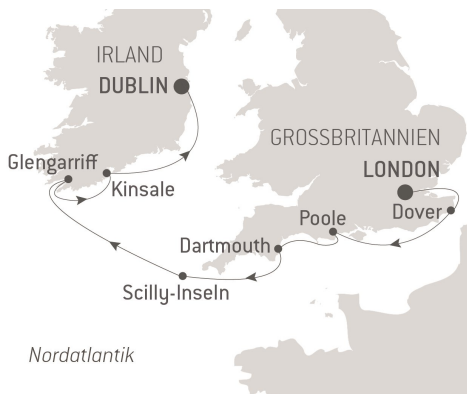 IRLAND
DUBLIN
Glengarriff
Kinsale
GROSSBRITANNIEN
LONDON
Dover
Poole
Dartmouth
Scilly-Inseln
Nordatlantik